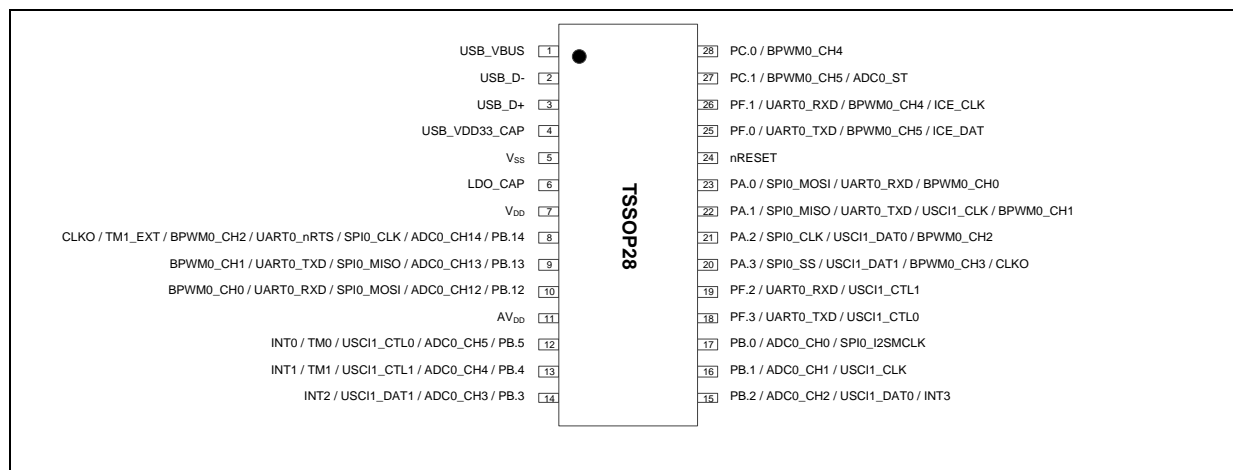 USB_VBUS 1
USB_D- 2
USB_D+ 3
USB_VDD33_CAP 4
VSS 5
LDO_CAP 6
VDD 7
CLKO / TM1_EXT / BPWM0_CH2 / UART0_nRTS / SPI0_CLK / ADC0_CH14 / PB.14 8
BPWM0_CH1 / UART0_TXD / SPI0_MISO / ADC0_CH13 / PB.13 9
BPWM0_CH0 / UART0_RXD / SPI0_MOSI / ADC0_CH12 / PB.12 10
AVDD 11
INT0 / TM0 / USCI1_CTL0 / ADC0_CH5 / PB.5 12
INT1 / TM1 / USCI1_CTL1 / ADC0_CH4 / PB.4 13
INT2 / USCI1_DAT1 / ADC0_CH3 / PB.3 14
TSSOP28
28 PC.0 / BPWM0_CH4
27 PC.1 / BPWM0_CH5 / ADC0_ST
26 PF.1 / UART0_RXD / BPWM0_CH4 / ICE_CLK
25 PF.0 / UART0_TXD / BPWM0_CH5 / ICE_DAT
24 nRESET
23 PA.0 / SPI0_MOSI / UART0_RXD / BPWM0_CH0
22 PA.1 / SPI0_MISO / UART0_TXD / USCI1_CLK / BPWM0_CH1
21 PA.2 / SPI0_CLK / USCI1_DAT0 / BPWM0_CH2
20 PA.3 / SPI0_SS / USCI1_DAT1 / BPWM0_CH3 / CLKO
19 PF.2 / UART0_RXD / USCI1_CTL1
18 PF.3 / UART0_TXD / USCI1_CTL0
17 PB.0 / ADC0_CH0 / SPI0_I2SMCLK
16 PB.1 / ADC0_CH1 / USCI1_CLK
15 PB.2 / ADC0_CH2 / USCI1_DAT0 / INT3